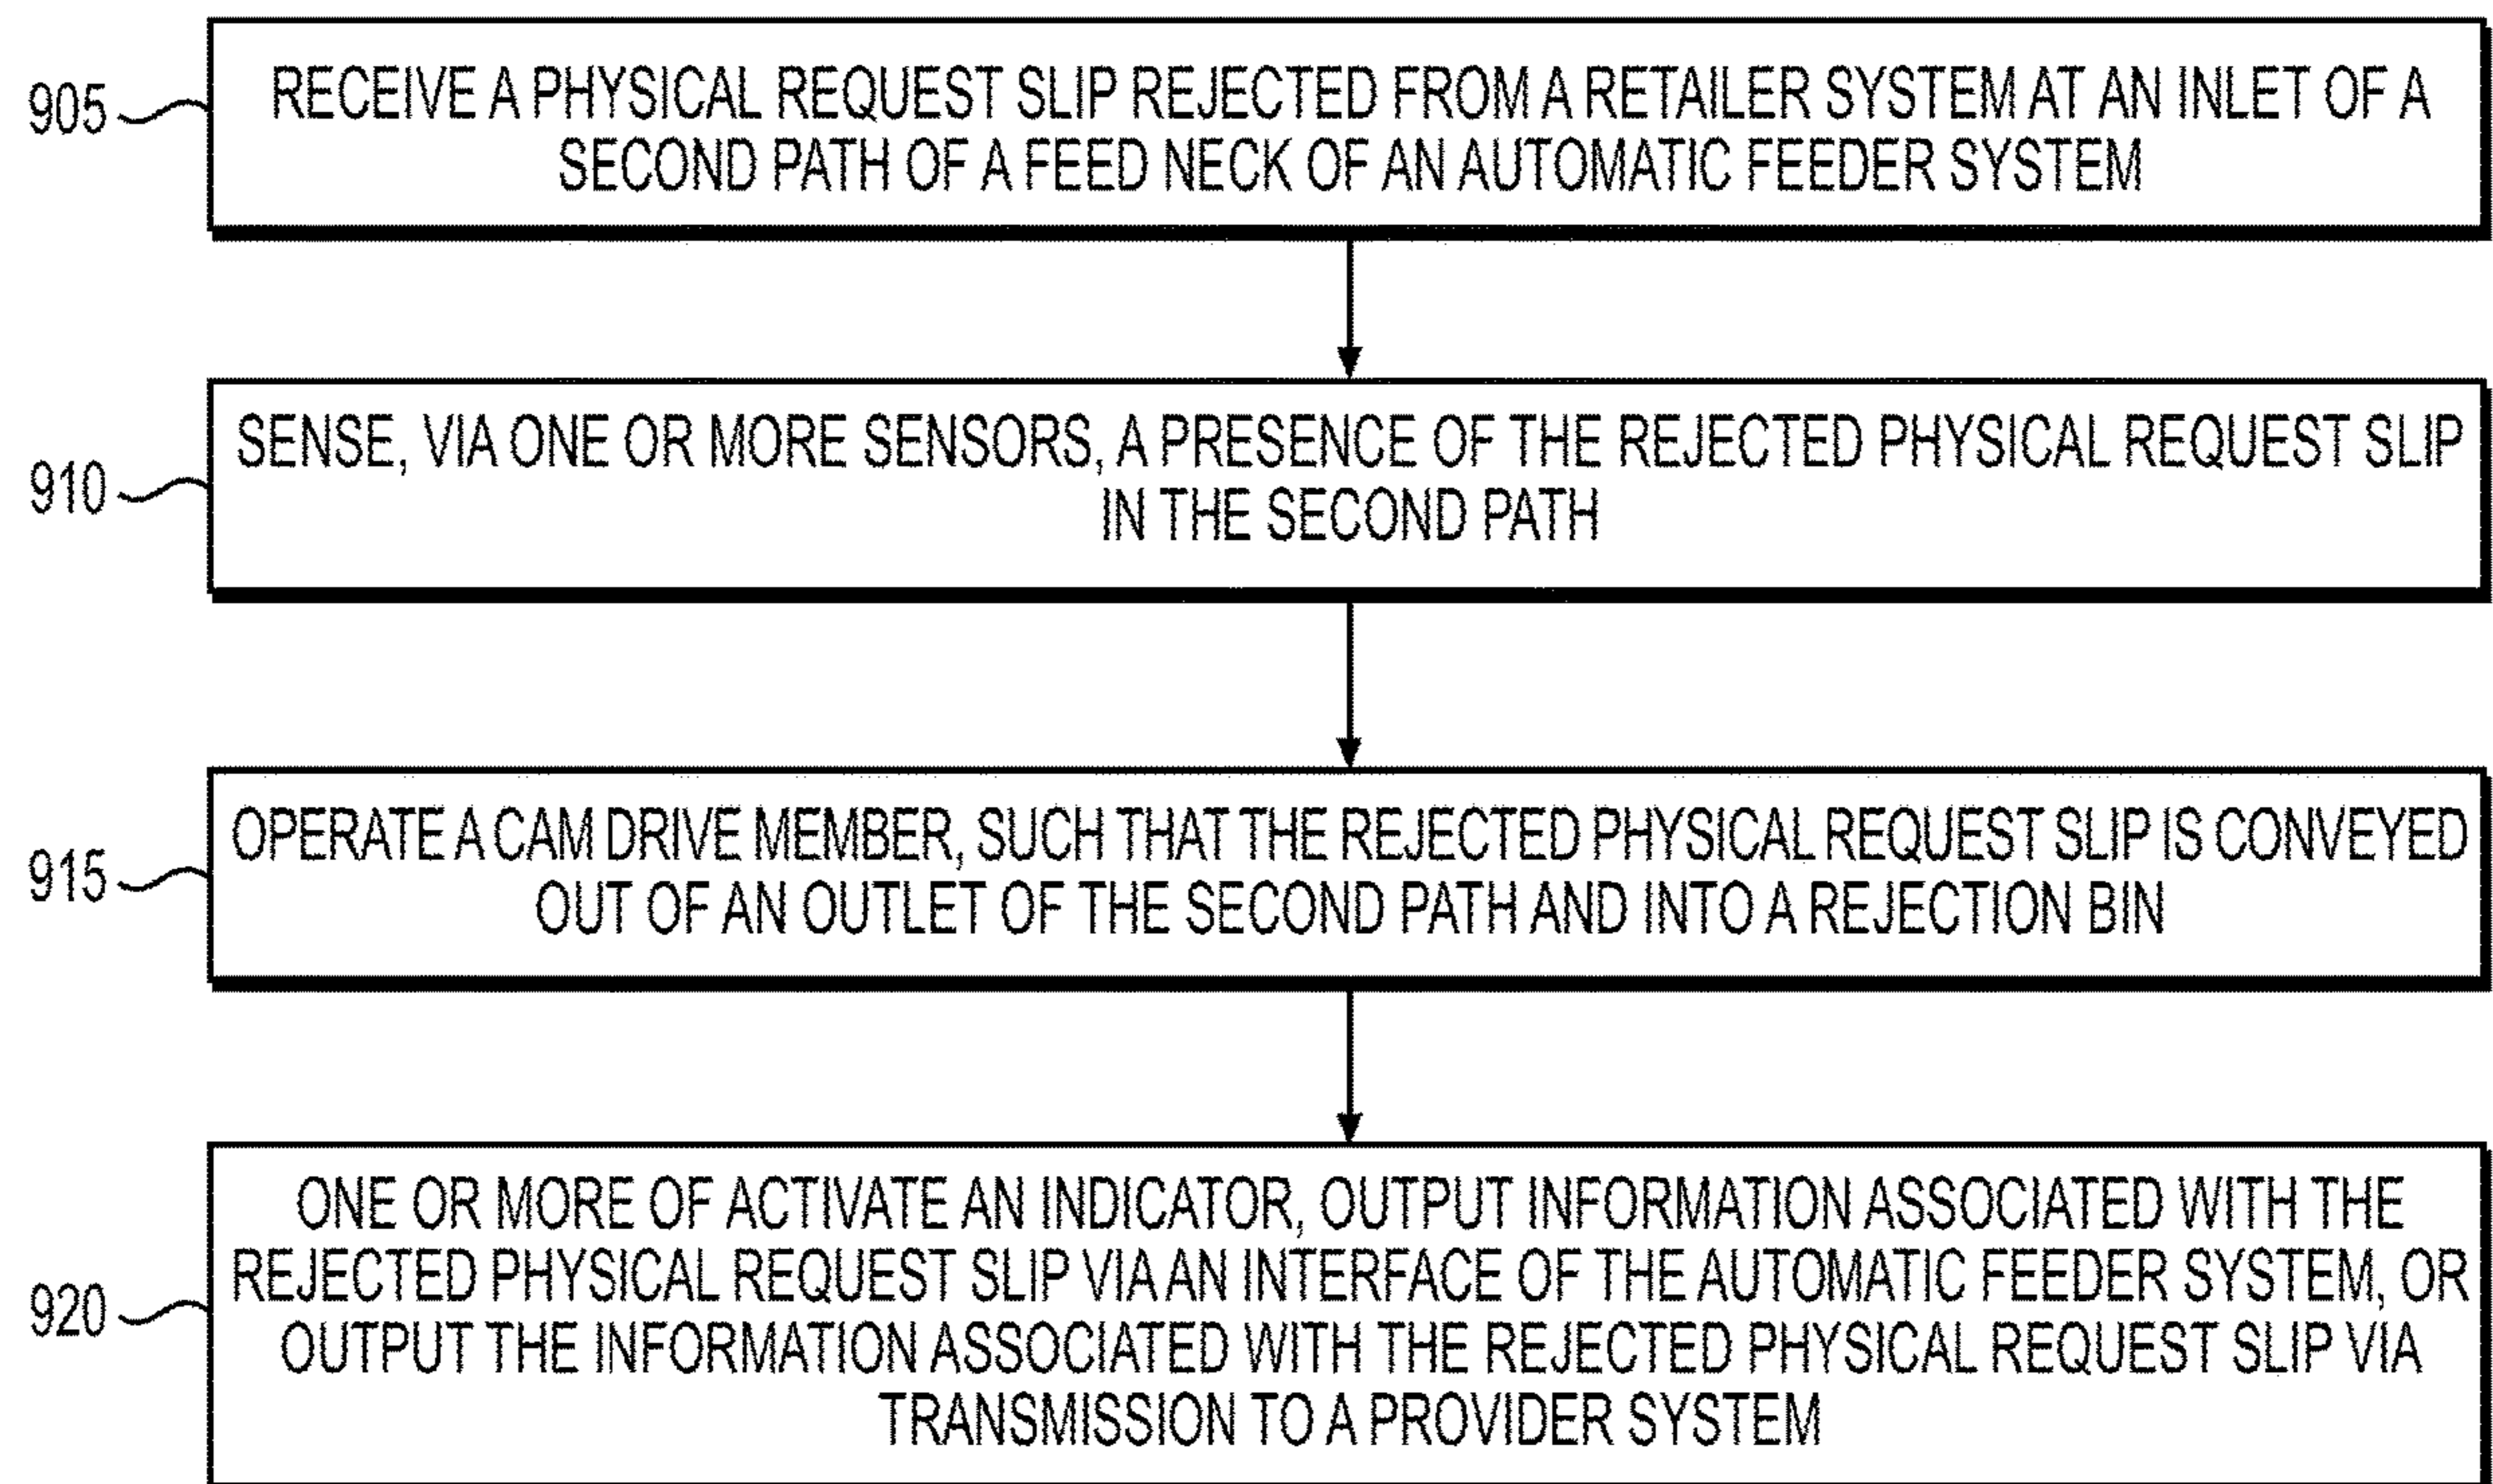 905
RECEIVE A PHYSICAL REQUEST SLIP REJECTED FROM A RETAILER SYSTEM AT AN INLET OF A
SECOND PATH OF A FEED NECK OF AN AUTOMATIC FEEDER SYSTEM
910
SENSE, VIA ONE OR MORE SENSORS, A PRESENCE OF THE REJECTED PHYSICAL REQUEST SLIP
IN THE SECOND PATH
915
OPERATE A CAM DRIVE MEMBER, SUCH THAT THE REJECTED PHYSICAL REQUEST SLIP IS CONVEYED
OUT OF AN OUTLET OF THE SECOND PATH AND INTO A REJECTION BIN
920
ONE OR MORE OF ACTIVATE AN INDICATOR, OUTPUT INFORMATION ASSOCIATED WITH THE
REJECTED PHYSICAL REQUEST SLIP VIA AN INTERFACE OF THE AUTOMATIC FEEDER SYSTEM, OR
OUTPUT THE INFORMATION ASSOCIATED WITH THE REJECTED PHYSICAL REQUEST SLIP VIA
TRANSMISSION TO A PROVIDER SYSTEM